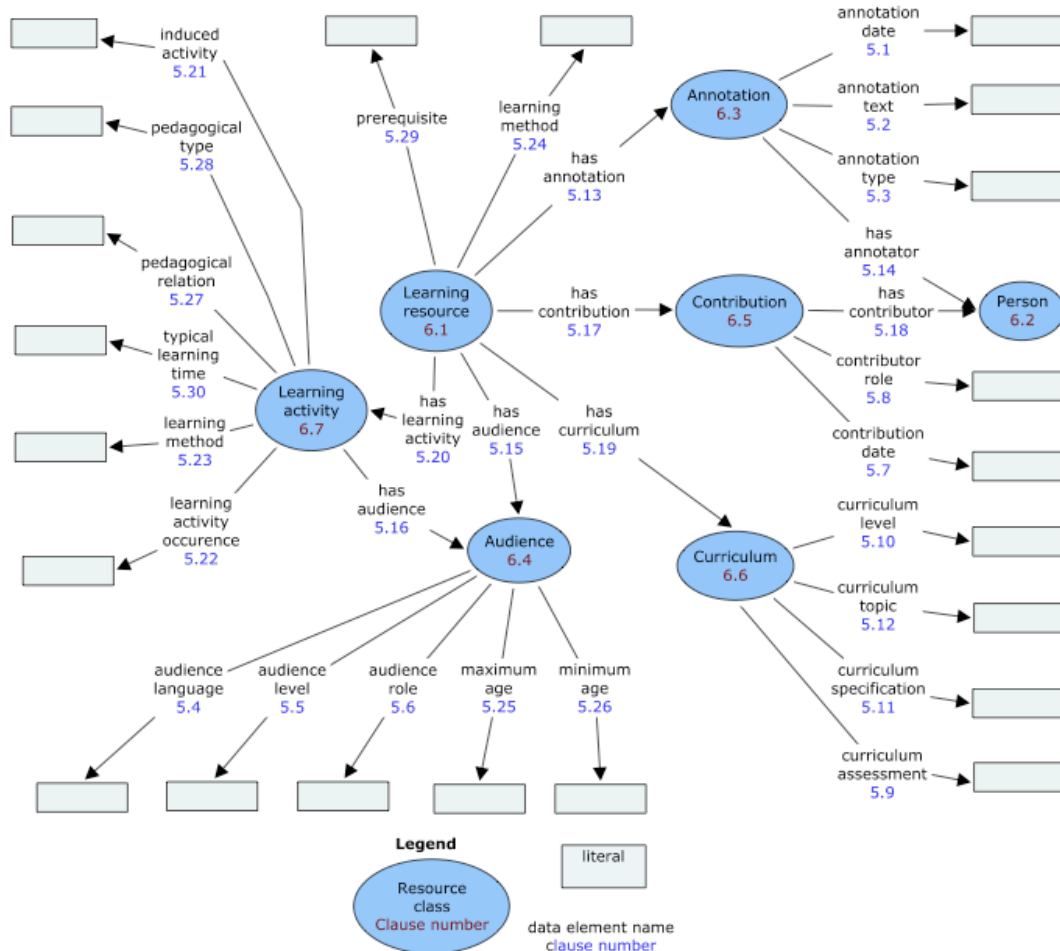 induced
activity
5.21
pedagogical
type
5.28
pedagogical
relation
5.27
typical
learning
time
5.30
learning
method
5.23
learning
activity
occurence
5.22
prerequisite
5.29
learning
method
5.24
has
annotation
5.13
Annotation
6.3
annotation
date
5.1
annotation
text
5.2
annotation
type
5.3
has
annotator
5.14
Learning
resource
6.1
has
contribution
5.17
Contribution
6.5
has
contributor
5.18
Person
6.2
contributor
role
5.8
contribution
date
5.7
Learning
activity
6.7
has
learning
activity
5.20
has
audience
5.15
has
curriculum
5.19
has
audience
5.16
Audience
6.4
Curriculum
6.6
curriculum
level
5.10
curriculum
topic
5.12
curriculum
specification
5.11
curriculum
assessment
5.9
audience
language
5.4
audience
level
5.5
audience
role
5.6
maximum
age
5.25
minimum
age
5.26
Legend
Resource
class
Clause number
literal
data element name
clause number